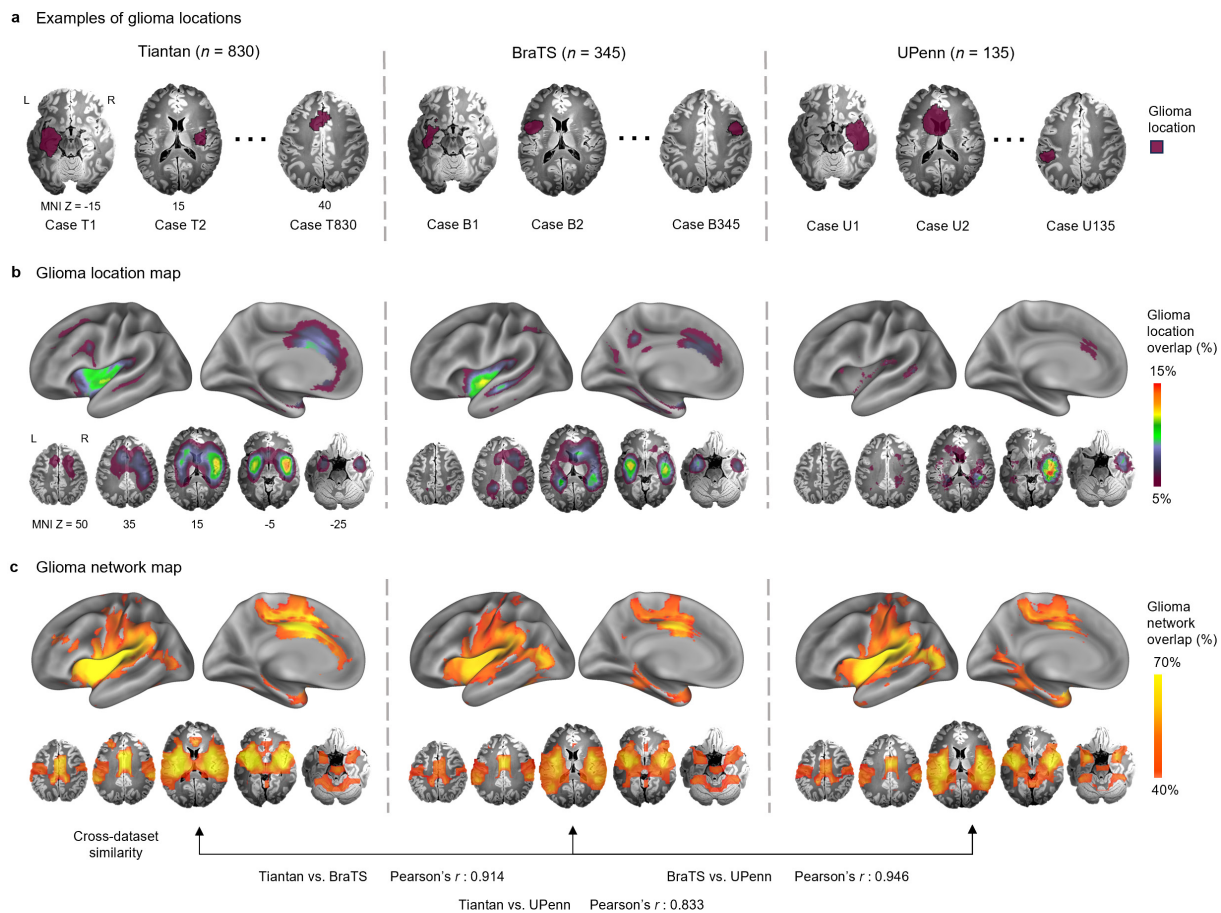 a Examples of glioma locations
Tiantan (n = 830)
BraTS (n = 345)
UPenn (n = 135)
L R
Glioma
location
MNI Z = -15 15 40
Case T1 Case T2 Case T830
Case B1 Case B2 Case B345
Case U1 Case U2 Case U135
b Glioma location map
Glioma
location
overlap (%)
15%
5%
L R
MNI Z = 50 35 15 -5 -25
c Glioma network map
Glioma
network
overlap (%)
70%
40%
Cross-dataset
similarity
Tiantan vs. BraTS Pearson's r : 0.914
BraTS vs. UPenn Pearson's r : 0.946
Tiantan vs. UPenn Pearson's r : 0.833